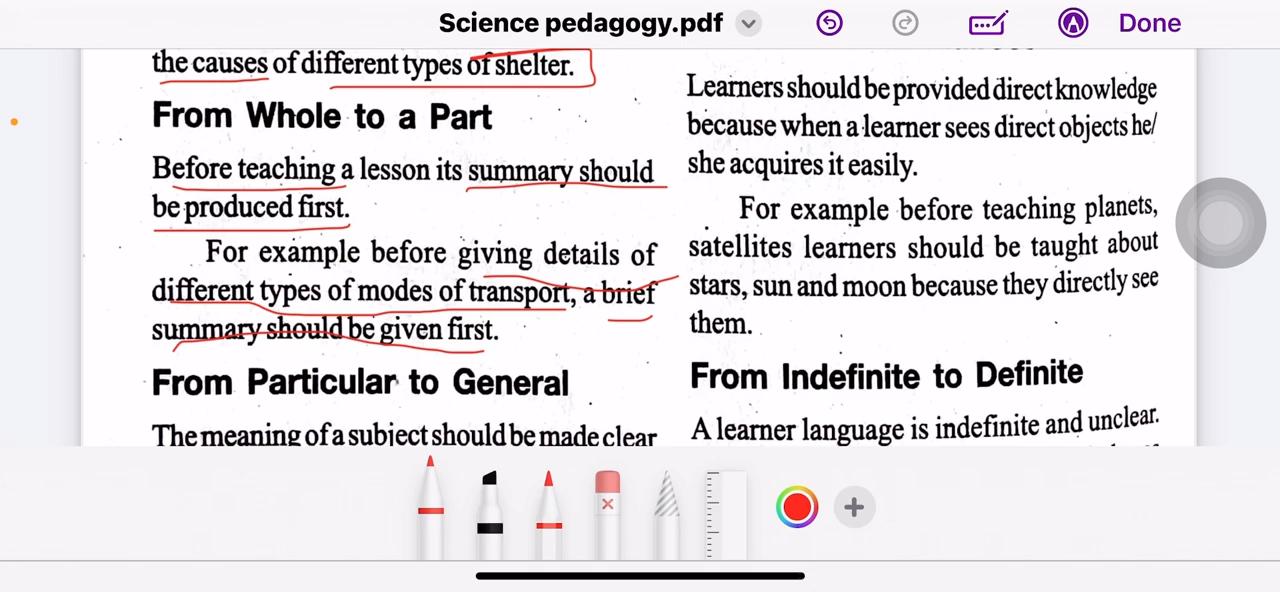 Science pedagogy.pdf
Done
the causes of different types of shelter.
From Whole to a Part
Before teaching a lesson its summary should
be produced first.
For example before giving details of
different types of modes of transport, a brief
summary should be given first.
From Particular to General
The meaning of a subject should be made clear
Learners should be provided direct knowledge
because when a learner sees direct objects he/
she acquires it easily.
For example before teaching planets,
satellites learners should be taught about
stars, sun and moon because they directly see
them.
From Indefinite to Definite
A learner language is indefinite and unclear.